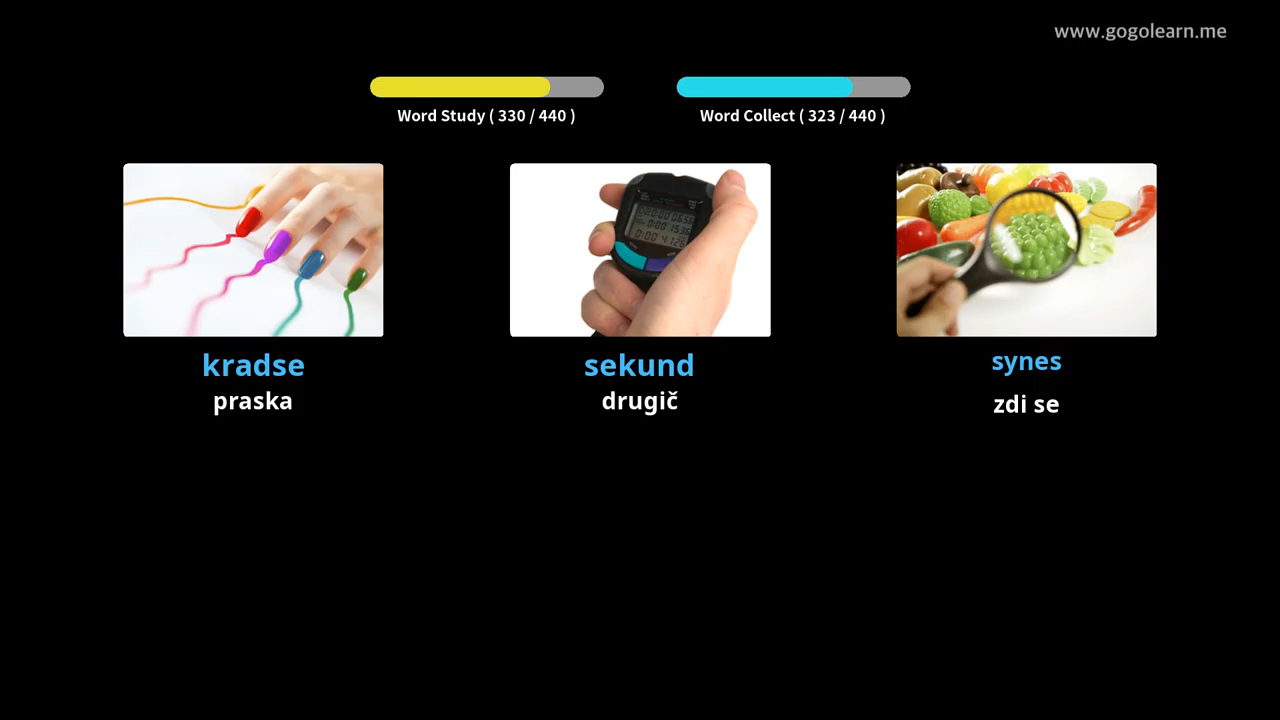 www.gogolearn.me
Word Study ( 330 / 440 )
Word Collect ( 323 / 440 )
kradse
sekund
synes
praska
drugič
zdi se